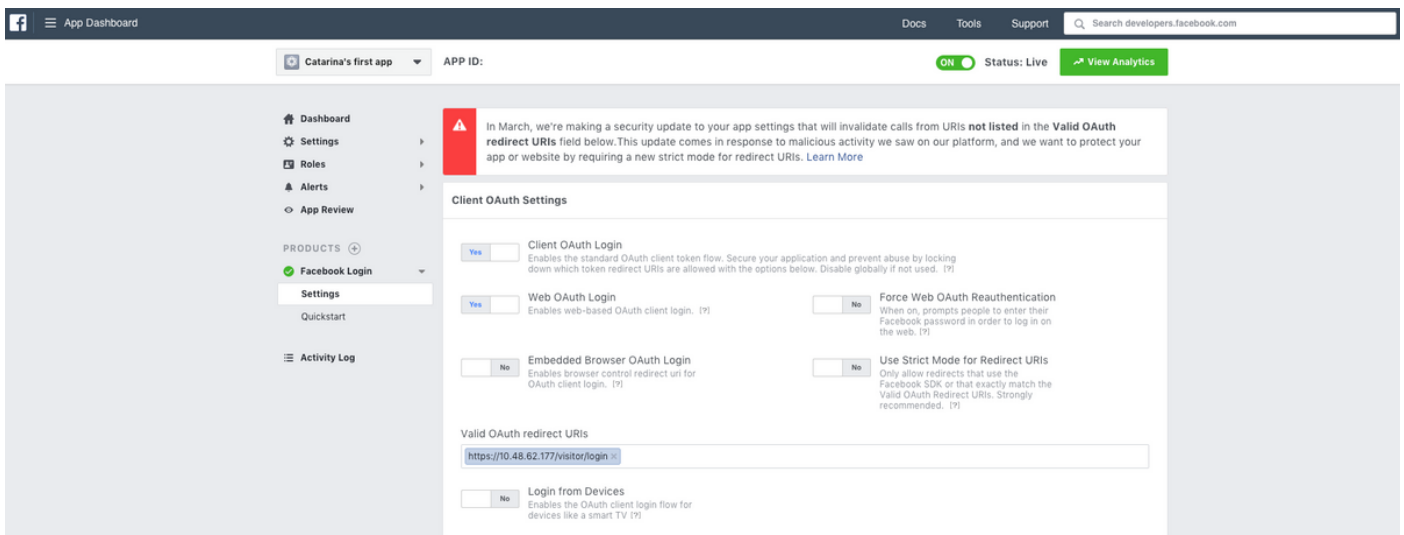 f
App Dashboard
Docs
Tools
Support
Search developers.facebook.com
Catarina's first app
APP ID:
ON
Status: Live
View Analytics
Dashboard
Settings
Roles
Alerts
App Review
PRODUCTS
Facebook Login
Settings
Quickstart
Activity Log
In March, we're making a security update to your app settings that will invalidate calls from URIs not listed in the Valid OAuth
redirect URIs field below.This update comes in response to malicious activity we saw on our platform, and we want to protect your
app or website by requiring a new strict mode for redirect URIs. Learn More
Client OAuth Settings
Yes
Client OAuth Login
Enables the standard OAuth client token flow. Secure your application and prevent abuse by locking
down which token redirect URIs are allowed with the options below. Disable globally if not used. [?]
Yes
Web OAuth Login
Enables web-based OAuth client login. [?]
No
Force Web OAuth Reauthentication
When on, prompts people to enter their
Facebook password in order to log in on
the web. [?]
No
Embedded Browser OAuth Login
Enables browser control redirect uri for
OAuth client login. [?]
No
Use Strict Mode for Redirect URIs
Only allow redirects that use the
Facebook SDK or that exactly match the
Valid OAuth Redirect URIs. Strongly
recommended. [?]
Valid OAuth redirect URIs
https://10.48.62.177/visitor/login ×
No
Login from Devices
Enables the OAuth client login flow for
devices like a smart TV [?]